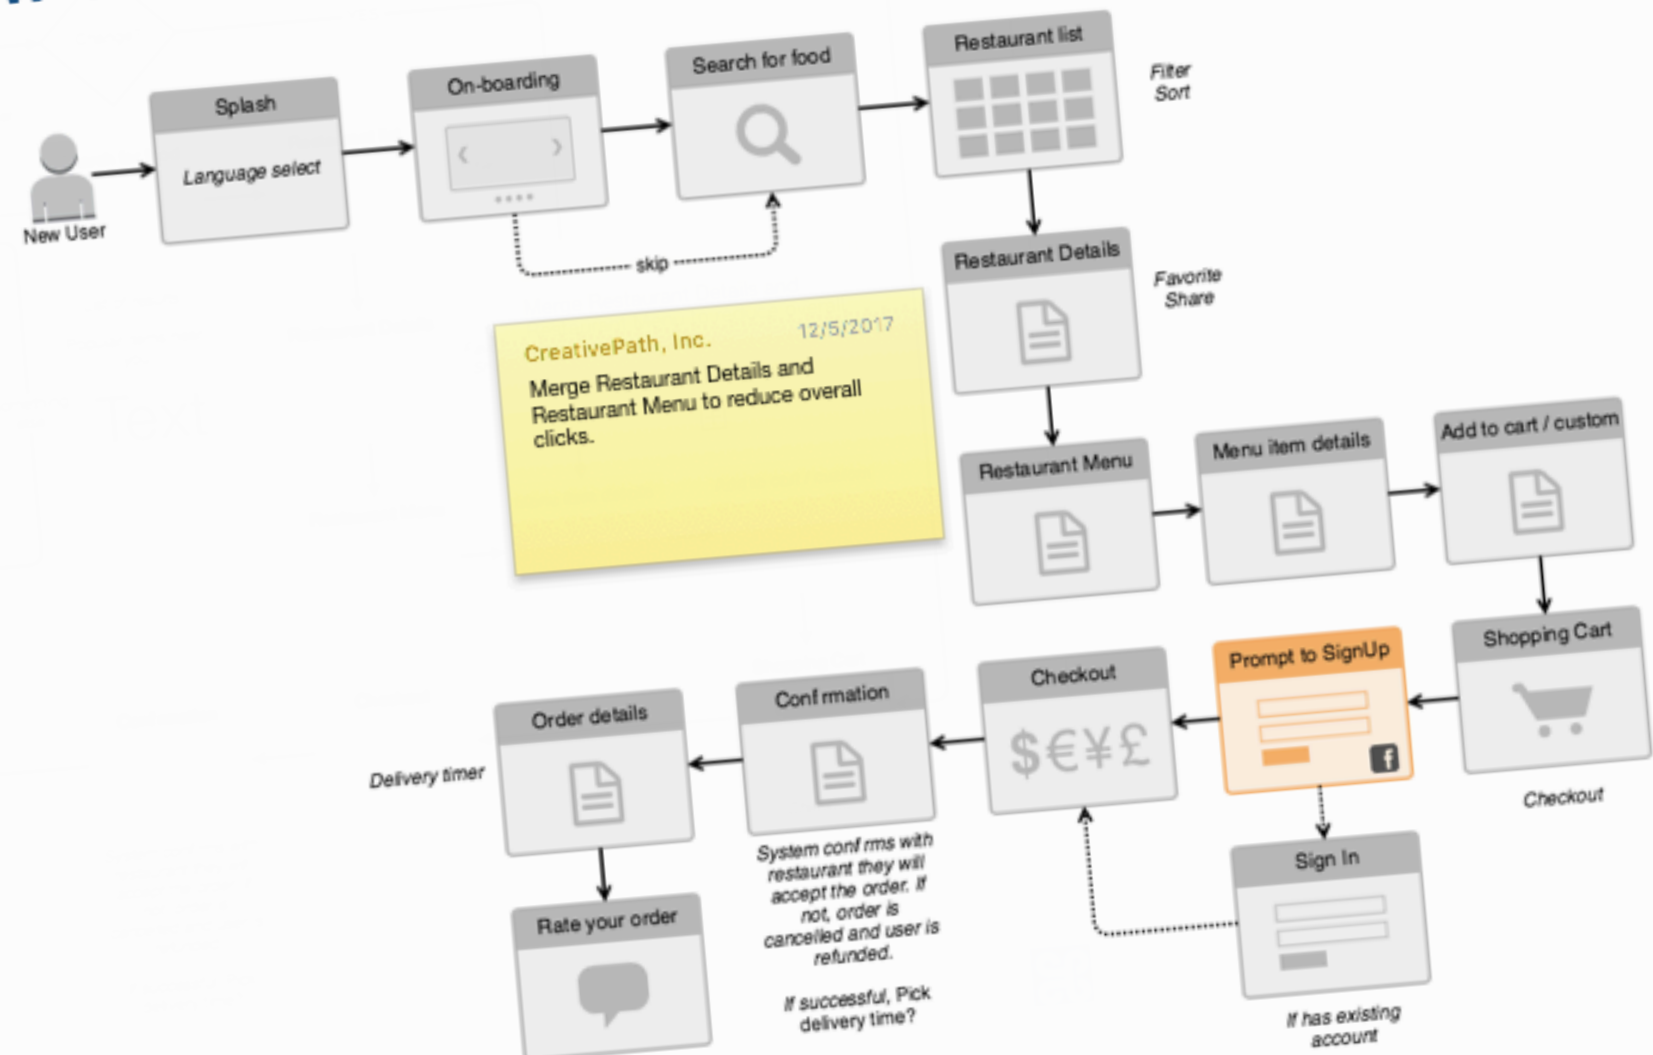 Splash
Language select
New User
On-boarding
skip
Search for food
Restaurant list
Filter
Sort
Restaurant Details
Favorite
Share
CreativePath, Inc.
12/5/2017
Merge Restaurant Details and
Restaurant Menu to reduce overall
clicks.
Restaurant Menu
Menu item details
Add to cart / custom
Shopping Cart
Checkout
Prompt to SignUp
f
Sign In
If has existing
account
Checkout
$€¥£
Confirmation
System confirms with
restaurant they will
accept the order. If
not, order is
cancelled and user is
refunded.
If successful, Pick
delivery time?
Order details
Delivery timer
Rate your order